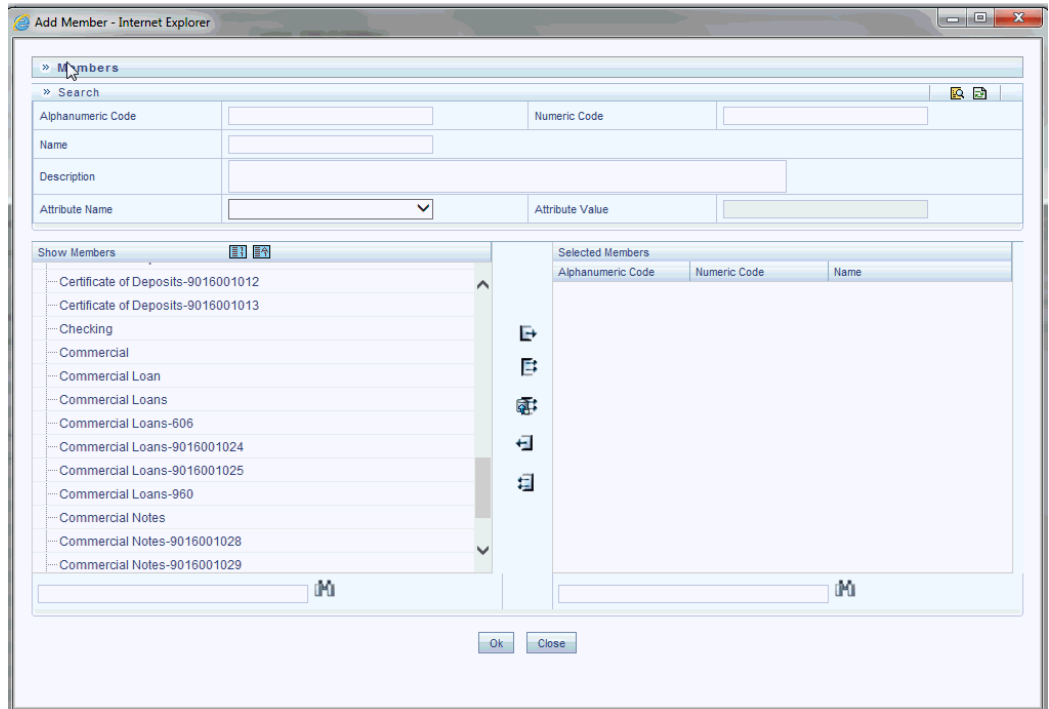 Add Member - Internet Explorer
» Members
» Search
Alphanumeric Code
Numeric Code
Name
Description
Attribute Name
Attribute Value
Show Members
Certificate of Deposits-9016001012
Certificate of Deposits-9016001013
Checking
Commercial
Commercial Loan
Commercial Loans
Commercial Loans-606
Commercial Loans-9016001024
Commercial Loans-9016001025
Commercial Loans-960
Commercial Notes
Commercial Notes-9016001028
Commercial Notes-9016001029
Selected Members
Alphanumeric Code Numeric Code Name
Ok Close